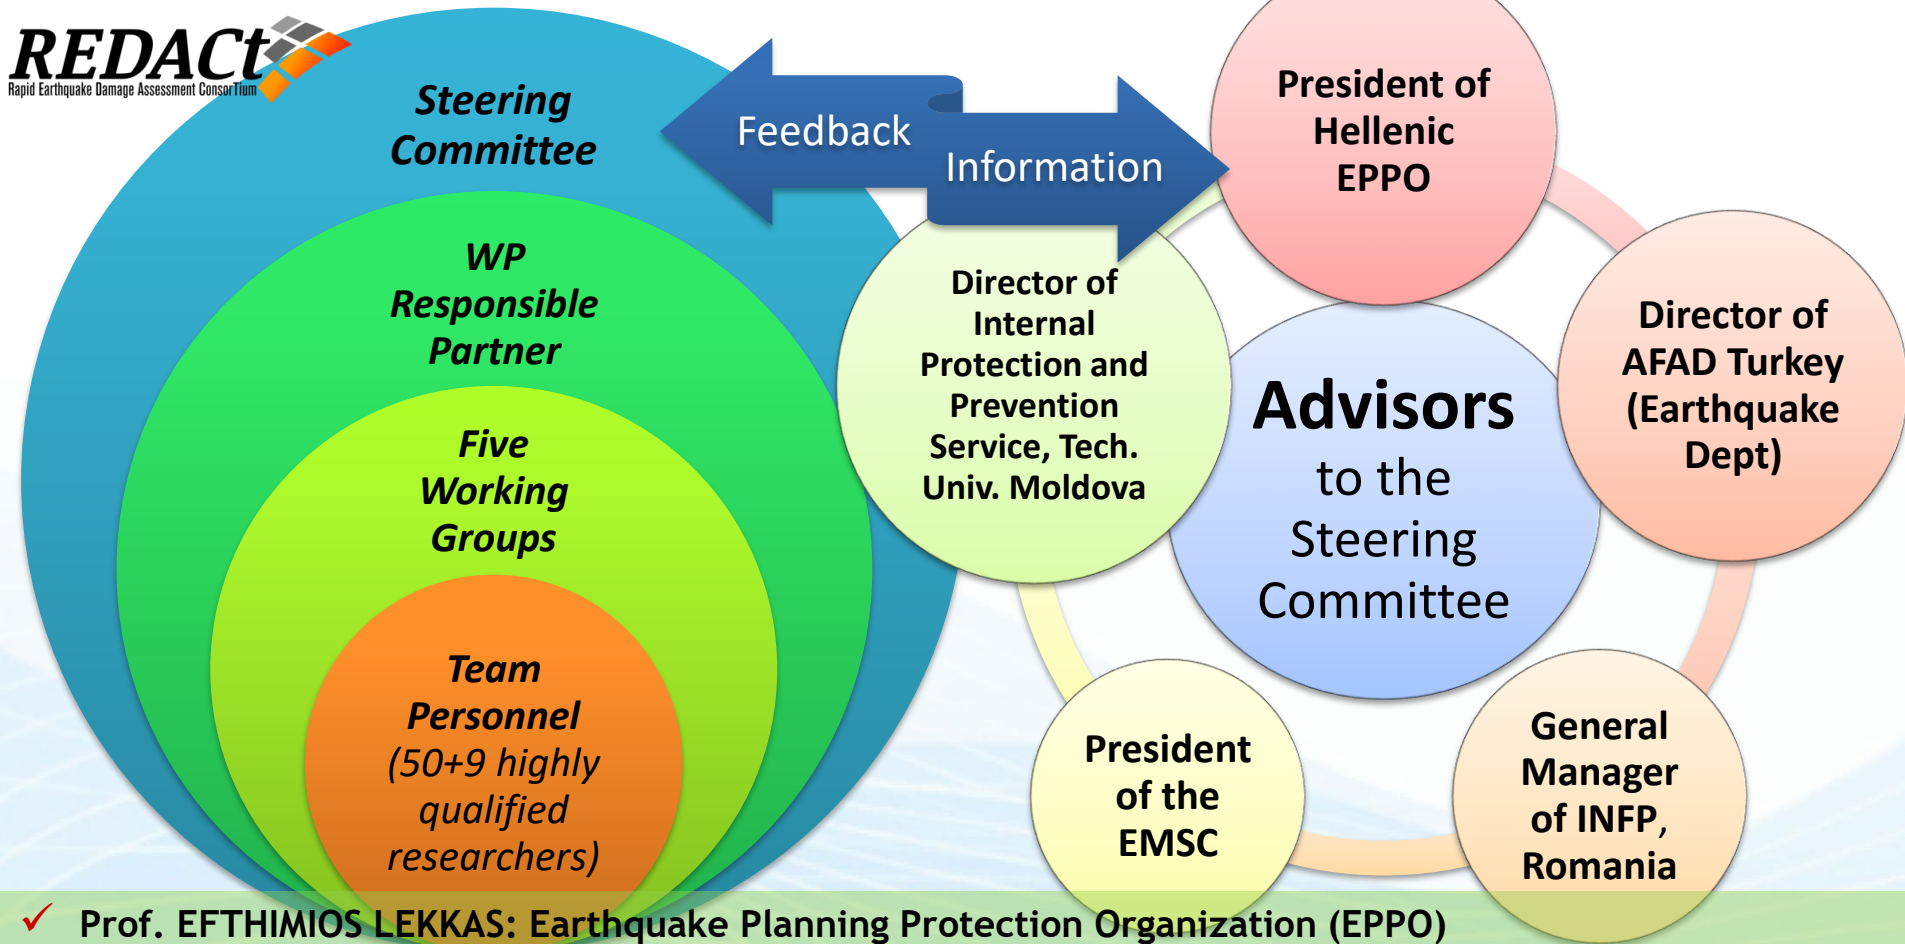 REDACt
Rapid Earthquake Damage Assessment ConsorTium
Steering
Committee
WP
Responsible
Partner
Five
Working
Groups
Team
Personnel
(50+9 highly
qualified
researchers)
Feedback
Information
President of
Hellenic
EPPO
Director of
AFAD Turkey
(Earthquake
Dept)
General
Manager
of INFP,
Romania
President
of the
EMSC
Director of
Internal
Protection and
Prevention
Service, Tech.
Univ. Moldova
Advisors
to the
Steering
Committee
✓ Prof. EFTHIMIOS LEKKAS: Earthquake Planning Protection Organization (EPPO)